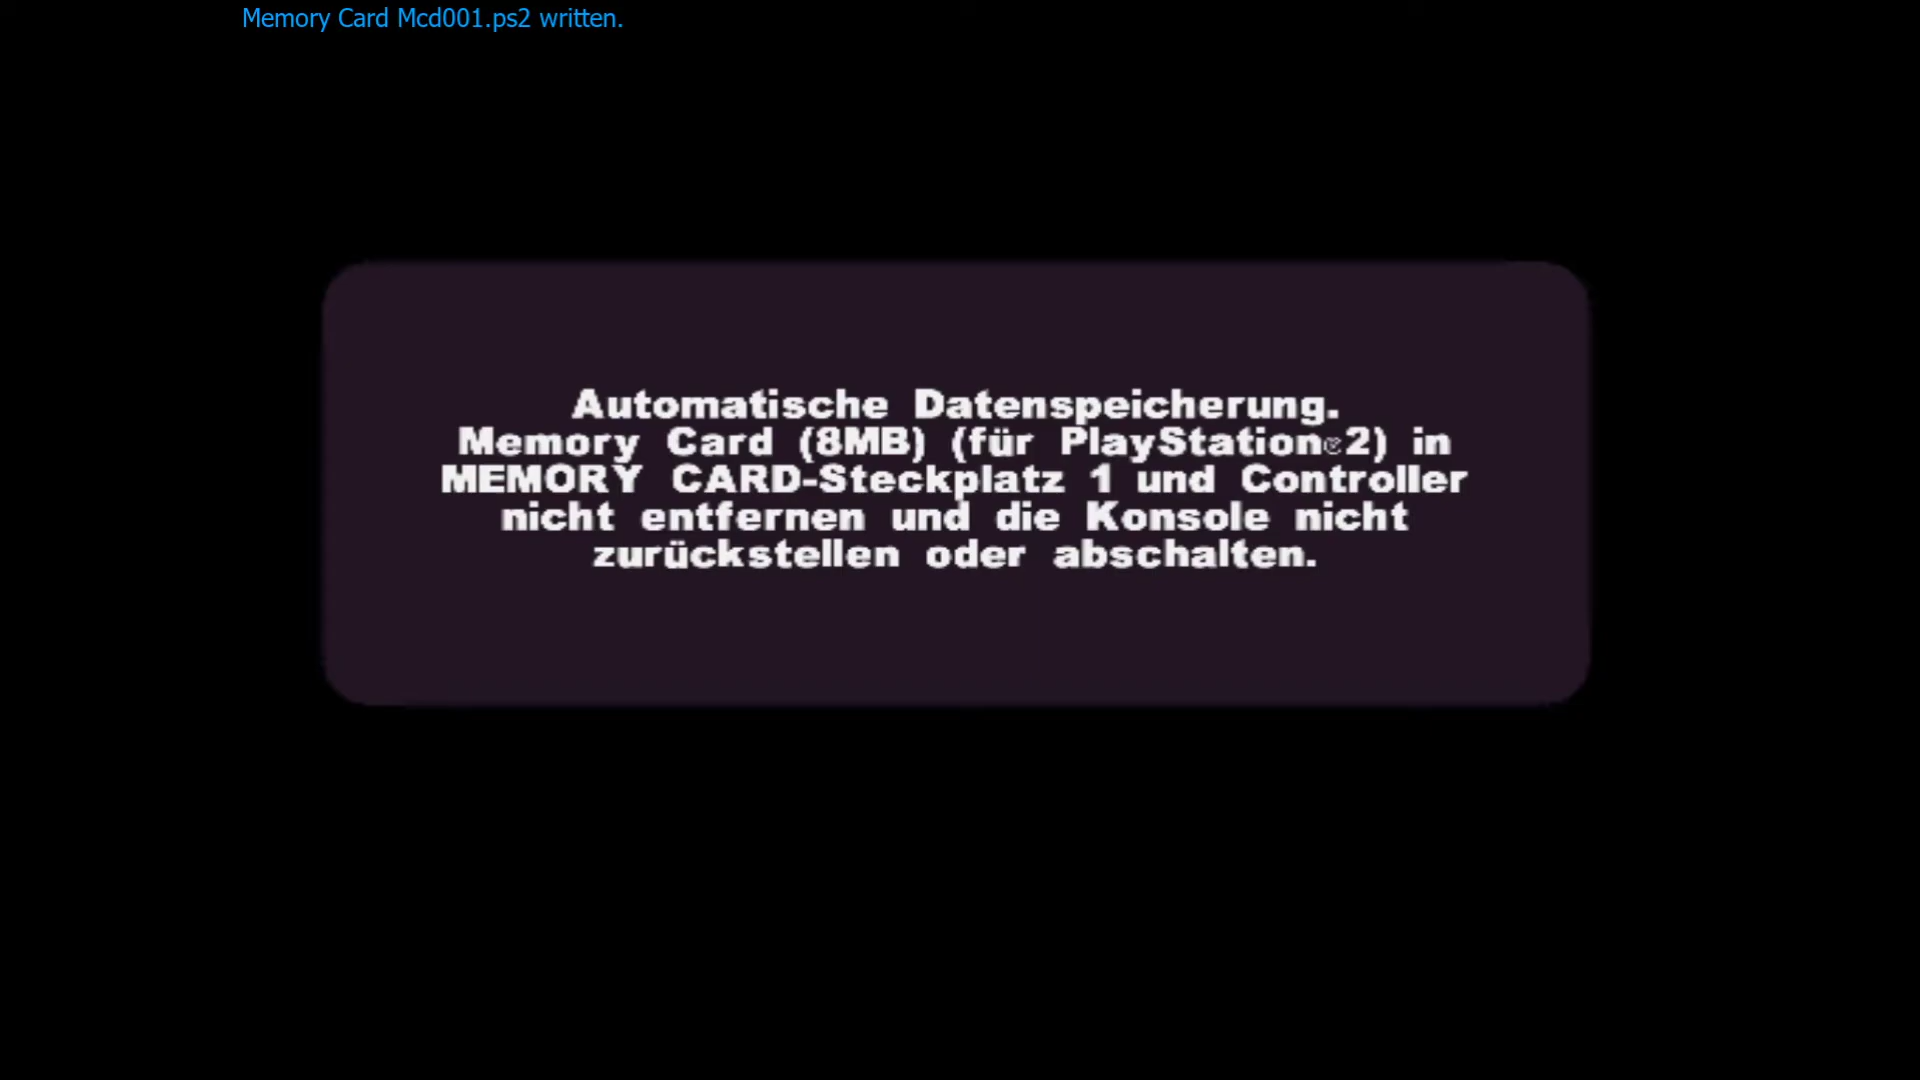 Memory Card Mcd001.ps2 written.
Automatische Datenspeicherung.
Memory Card (8MB) (für PlayStation®2) in
MEMORY CARD-Steckplatz 1 und Controller
nicht entfernen und die Konsole nicht
zurückstellen oder abschalten.